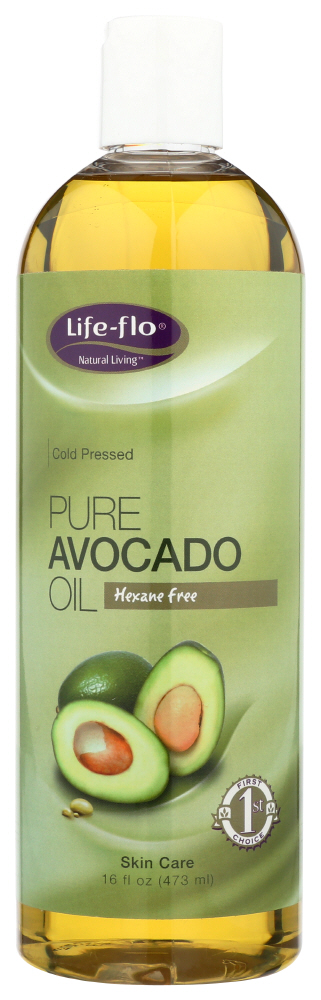 Life-flo®
Natural Living™
Cold Pressed
PURE
AVOCADO
OIL Hexane Free
FIRST
1st
CHOICE
Skin Care
16 fl oz (473 ml)